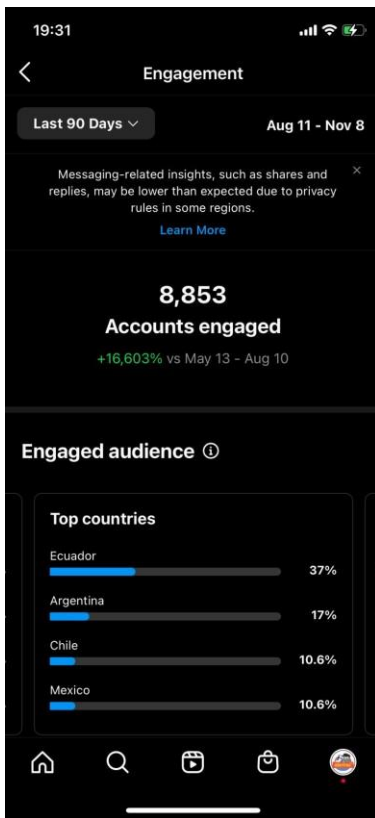 19:31
Engagement
Last 90 Days
Aug 11 - Nov 8
Messaging-related insights, such as shares and
replies, may be lower than expected due to privacy
rules in some regions.
Learn More
8,853
Accounts engaged
+16,603% vs May 13 - Aug 10
Engaged audience
Top countries
Ecuador
37%
Argentina
17%
Chile
10.6%
Mexico
10.6%